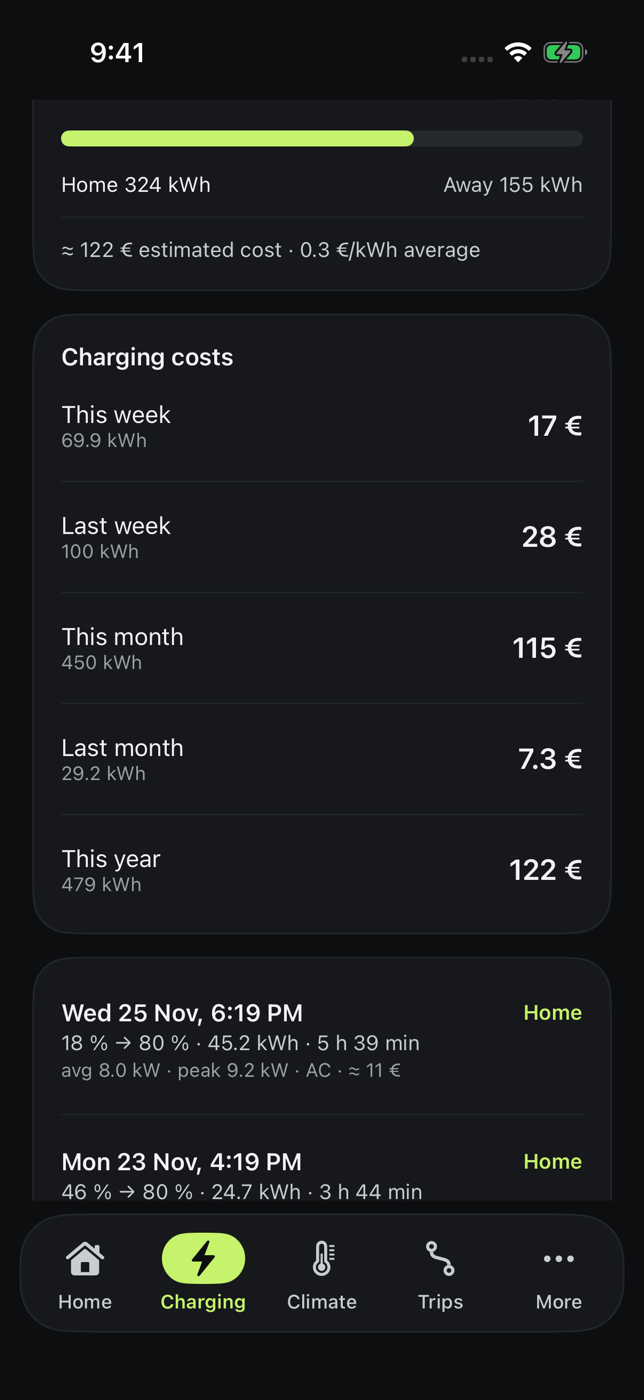 9:41
Home 324 kWh
Away 155 kWh
≈ 122 € estimated cost · 0.3 €/kWh average
Charging costs
This week
17 €
69.9 kWh
Last week
28 €
100 kWh
This month
115 €
450 kWh
Last month
7.3 €
29.2 kWh
This year
122 €
479 kWh
Wed 25 Nov, 6:19 PM
Home
18 % → 80 % · 45.2 kWh · 5 h 39 min
avg 8.0 kW · peak 9.2 kW · AC · ≈ 11 €
Mon 23 Nov, 4:19 PM
Home
46 % → 80 % · 24.7 kWh · 3 h 44 min
Home
Charging
Climate
Trips
More